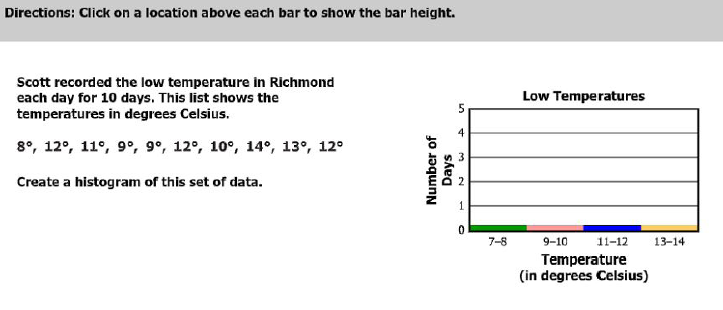 Directions: Click on a location above each bar to show the bar height.
Scott recorded the low temperature in Richmond
each day for 10 days. This list shows the
temperatures in degrees Celsius.
8°, 12°, 11°, 9°, 9°, 12°, 10°, 14°, 13°, 12°
Create a histogram of this set of data.
Low Temperatures
Number of
Days
5
4
3
2
1
0
7–8 9–10 11–12 13–14
Temperature
(in degrees Celsius)